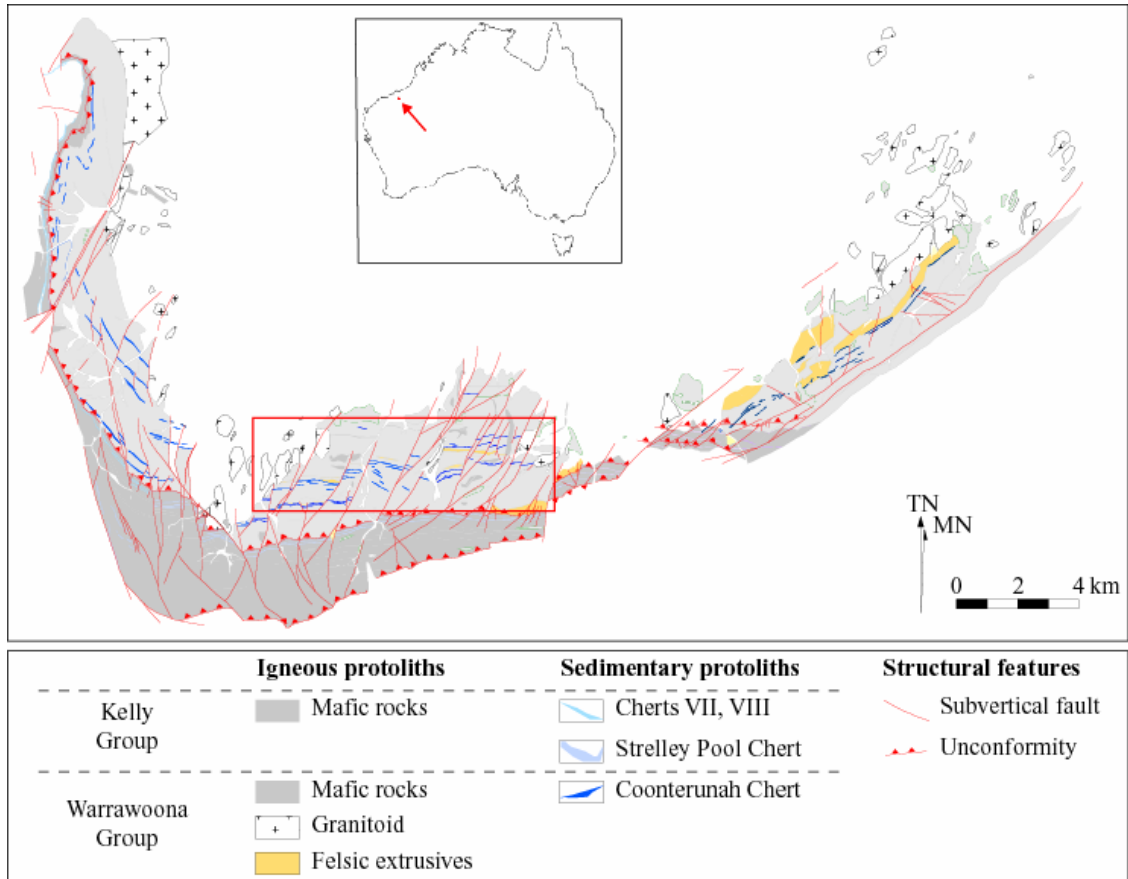 TN
MN
0 2 4 km
Igneous protoliths Sedimentary protoliths Structural features
Kelly Group
Mafic rocks Cherts VII, VIII Subvertical fault
Strelley Pool Chert Unconformity
Warrawoona Group
Mafic rocks Coonterunah Chert
Granitoid
Felsic extrusives